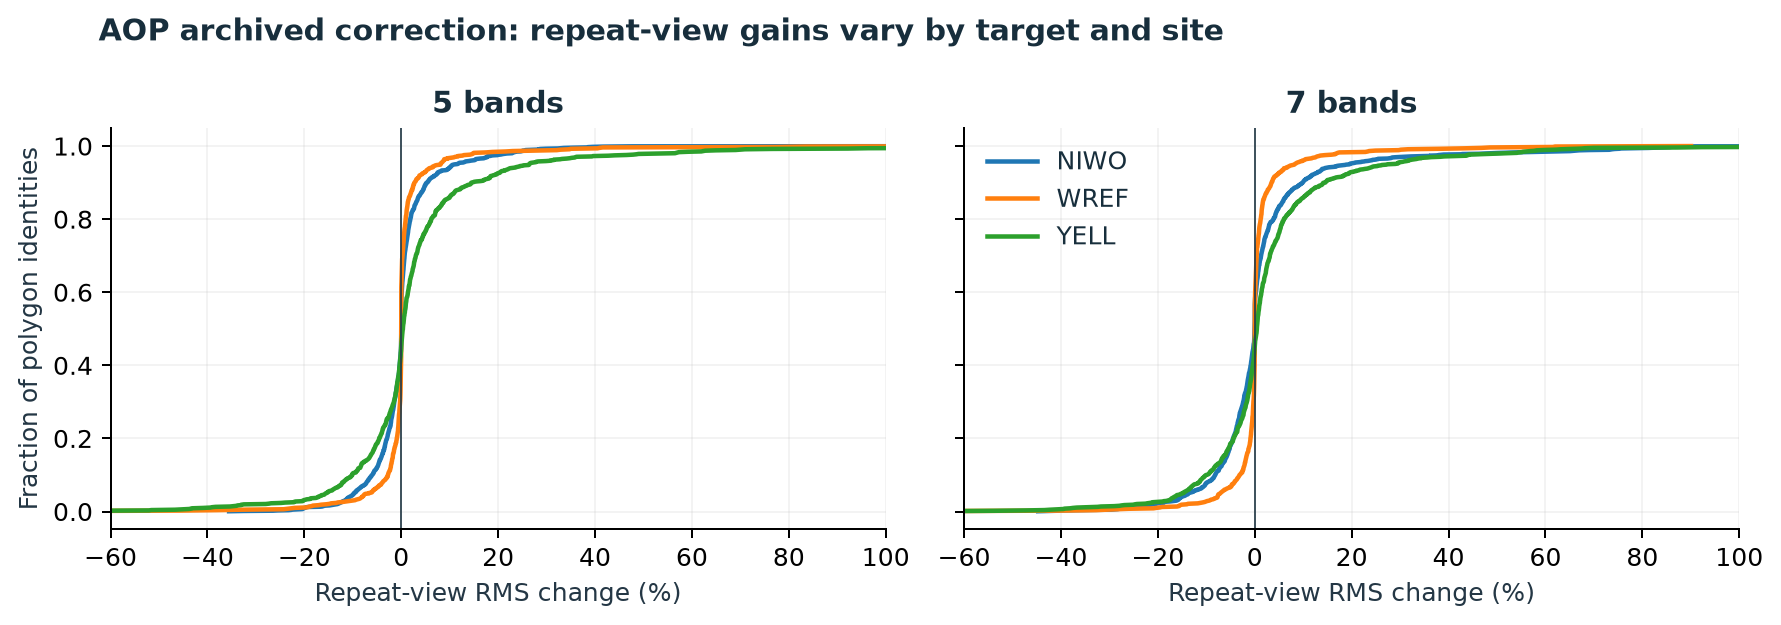 AOP archived correction: repeat-view gains vary by target and site
5 bands
7 bands
Fraction of polygon identities
1.0
0.8
0.6
0.4
0.2
0.0
−60 −40 −20 0 20 40 60 80 100
Repeat-view RMS change (%)
NIWO
WREF
YELL
−60 −40 −20 0 20 40 60 80 100
Repeat-view RMS change (%)